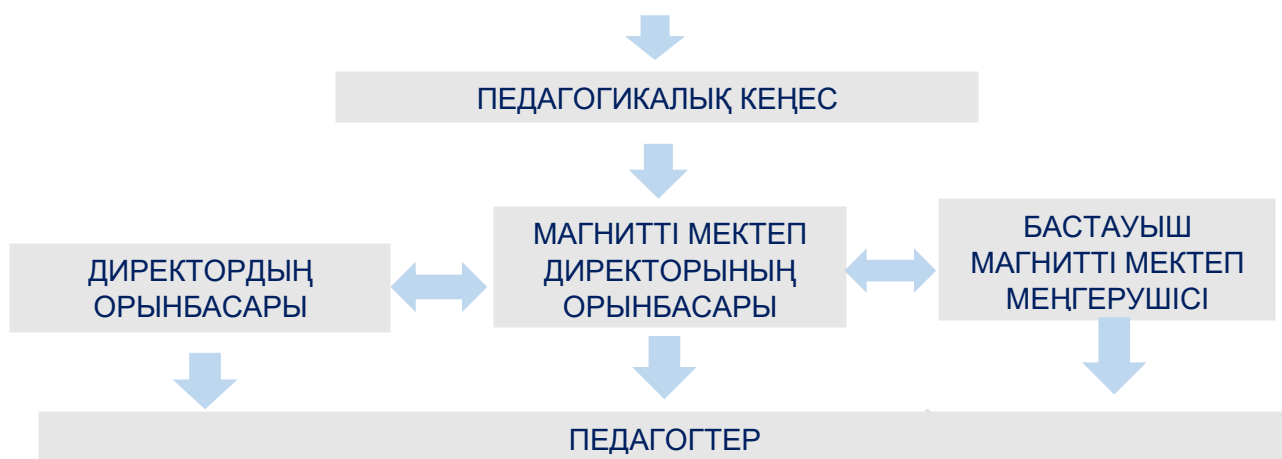 ПЕДАГОГИКАЛЫҚ КЕҢЕС
ДИРЕКТОРДЫҢ
ОРЫНБАСАРЫ
МАГНИТТІ МЕКТЕП
ДИРЕКТОРЫНЫҢ
ОРЫНБАСАРЫ
БАСТАУЫШ
МАГНИТТІ МЕКТЕП
МЕҢГЕРУШІСІ
ПЕДАГОГТЕР